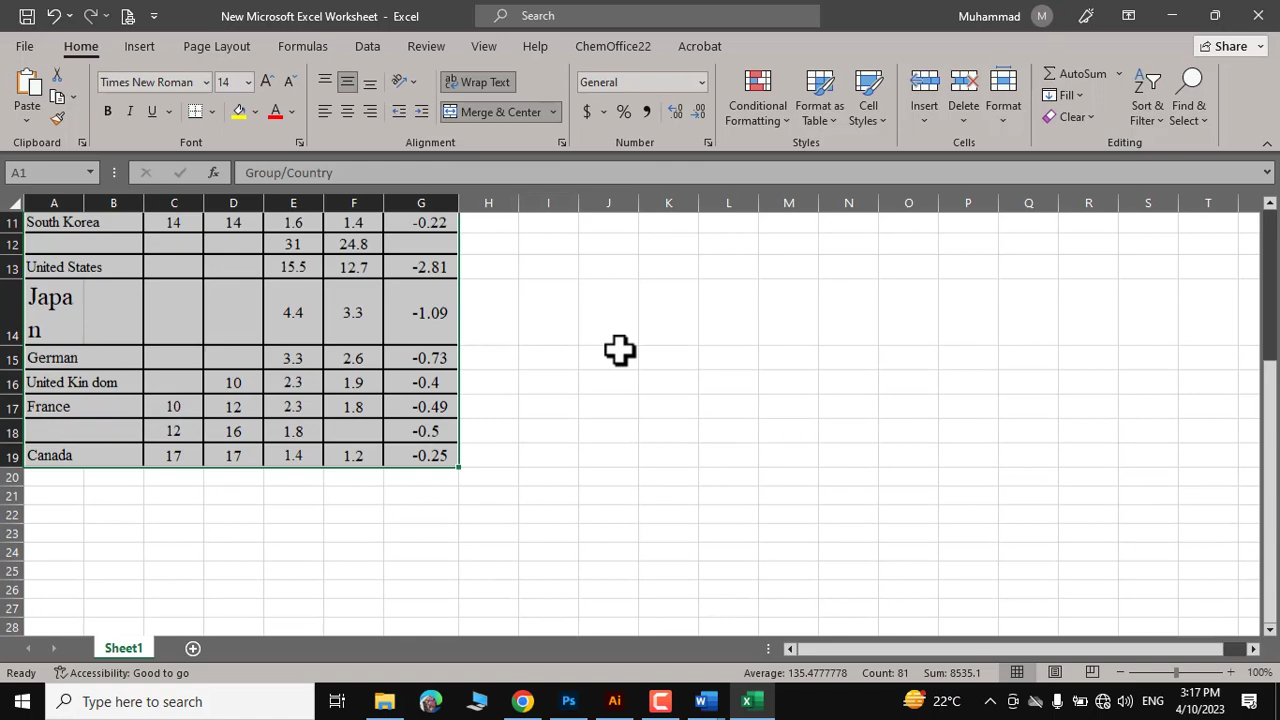 New Microsoft Excel Worksheet - Excel
Search
Muhammad M
File Home Insert Page Layout Formulas Data Review View Help ChemOffice22 Acrobat Share
Paste
Times New Roman 14 A A
B I U A
ab Wrap Text
Merge & Center
General
$ % ,
Conditional Formatting
Format as Table
Cell Styles
Insert
Delete
Format
AutoSum
Fill
Clear
Sort & Filter
Find & Select
Clipboard Font Alignment Number Styles Cells Editing
A1 fx Group/Country
A B C D E F G H I J K L M N O P Q R S T
11 South Korea 14 14 1.6 1.4 -0.22
12 31 24.8
13 United States 15.5 12.7 -2.81
14 Japa
n 4.4 3.3 -1.09
15 German 3.3 2.6 -0.73
16 United Kin dom 10 2.3 1.9 -0.4
17 France 10 12 2.3 1.8 -0.49
18 12 16 1.8 -0.5
19 Canada 17 17 1.4 1.2 -0.25
20
21
22
23
24
25
26
27
28
Sheet1
Ready Accessibility: Good to go Average: 135.4777778 Count: 81 Sum: 8535.1 100%
Type here to search
Ps Ai
22°C ENG
3:17 PM
4/10/2023